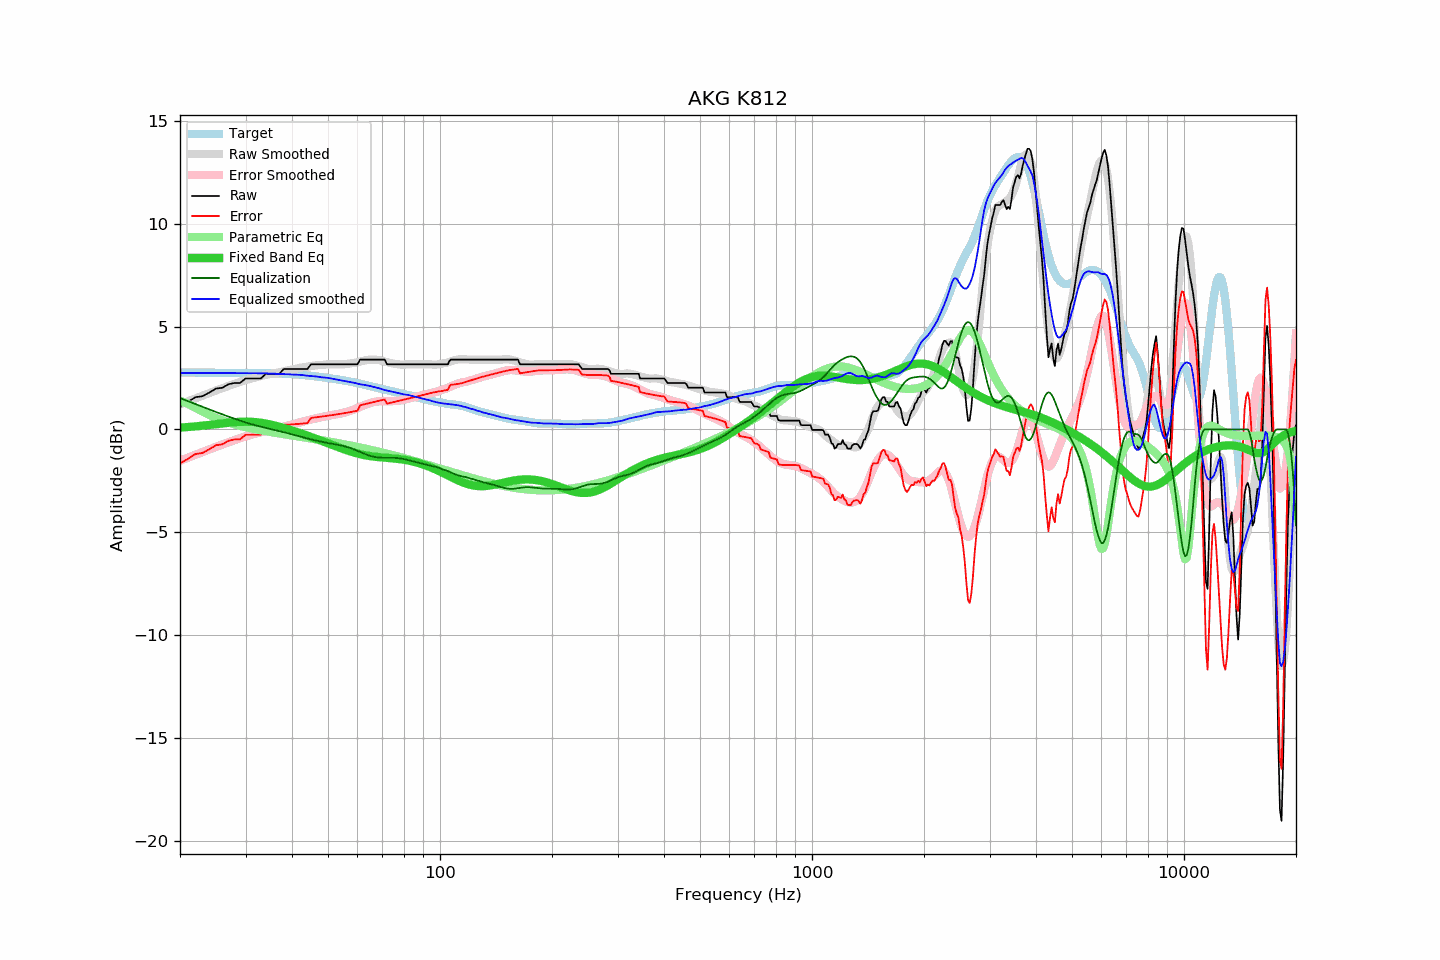 AKG K812
15
10
5
0
−5
−10
−15
−20
Amplitude (dBr)
Target
Raw Smoothed
Error Smoothed
Raw
Error
Parametric Eq
Fixed Band Eq
Equalization
Equalized smoothed
100
1000
10000
Frequency (Hz)